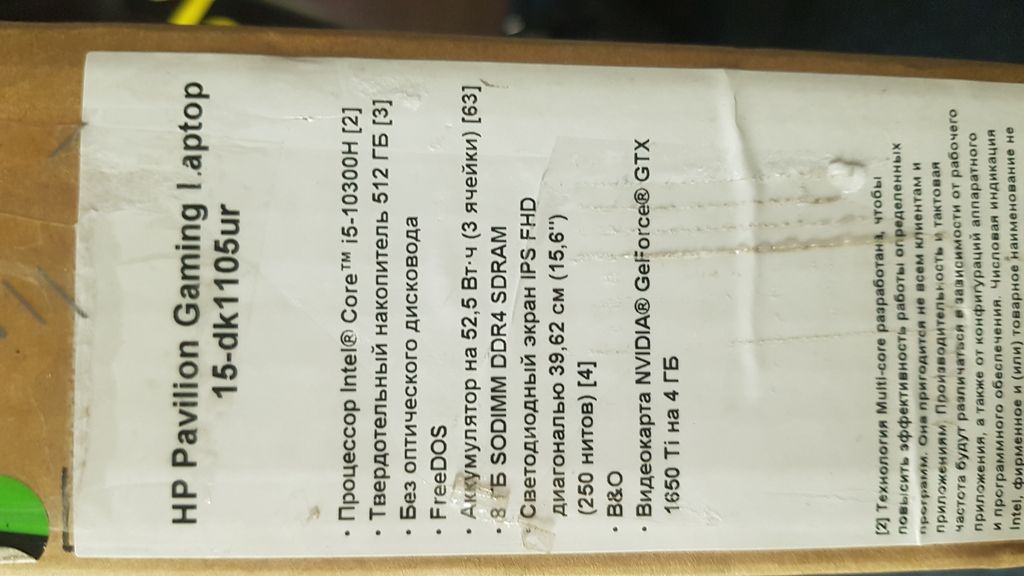 HP Pavilion Gaming Laptop
15-dk1105ur
• Процессор Intel® Core™ i5-10300H [2]
• Твердотельный накопитель 512 ГБ [3]
• Без оптического дисковода
• FreeDOS
• Аккумулятор на 52,5 Вт·ч (3 ячейки) [63]
• 8 ГБ SODIMM DDR4 SDRAM
Светодиодный экран IPS FHD
диагональю 39,62 см (15,6")
(250 нитов) [4]
• B&O
• Видеокарта NVIDIA® GeForce® GTX
1650 Ti на 4 ГБ
[2] Технология Multi-core разработана, чтобы
повысить эффективность работы определенных
программ. Она пригодится не всем клиентам и
приложениям. Производительность и тактовая
частота будут различаться в зависимости от рабочего
приложения, а также от конфигураций аппаратного
и программного обеспечения. Числовая индикация
Intel, фирменное и (или) товарное наименование не